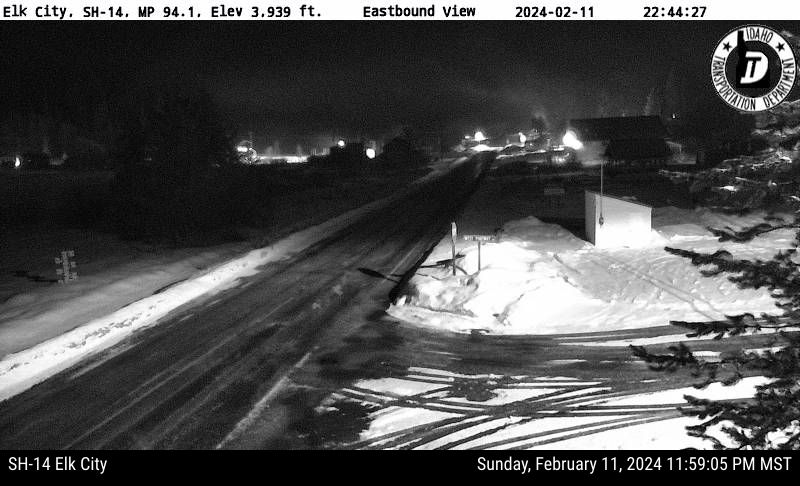 Elk City, SH-14, MP 94.1, Elev 3,939 ft. Eastbound View 2024-02-11 22:44:27
IDAHO
TRANSPORTATION DEPARTMENT
SH-14 Elk City Sunday, February 11, 2024 11:59:05 PM MST